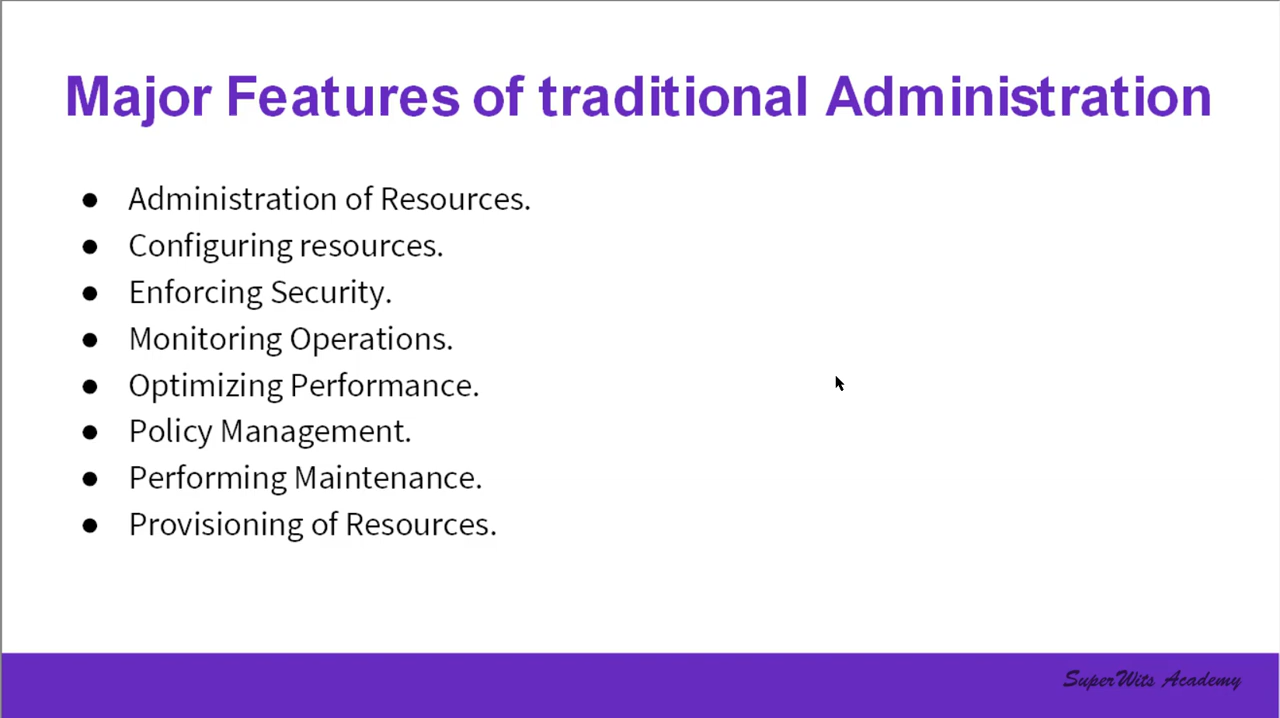 Major Features of traditional Administration
● Administration of Resources.
● Configuring resources.
● Enforcing Security.
● Monitoring Operations.
● Optimizing Performance.
● Policy Management.
● Performing Maintenance.
● Provisioning of Resources.
SuperWits Academy